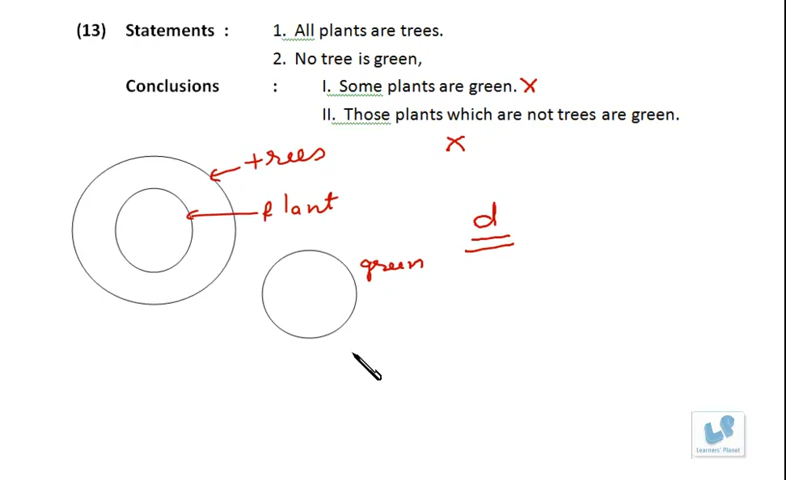 (13) Statements : 1. All plants are trees.
2. No tree is green,
Conclusions : I. Some plants are green. X
II. Those plants which are not trees are green.
X
trees
Plant
d
green
LP
Learners' Planet